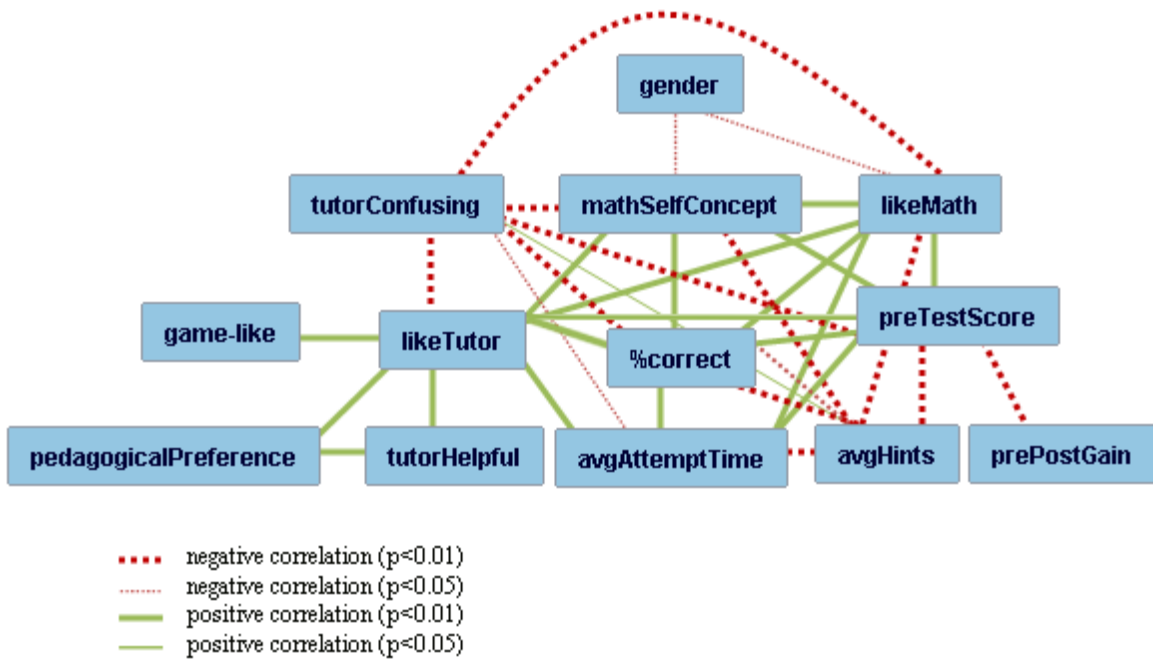 gender
tutorConfusing
mathSelfConcept
likeMath
game-like
likeTutor
%correct
preTestScore
pedagogicalPreference
tutorHelpful
avgAttemptTime
avgHints
prePostGain
negative correlation (p<0.01)
negative correlation (p<0.05)
positive correlation (p<0.01)
positive correlation (p<0.05)